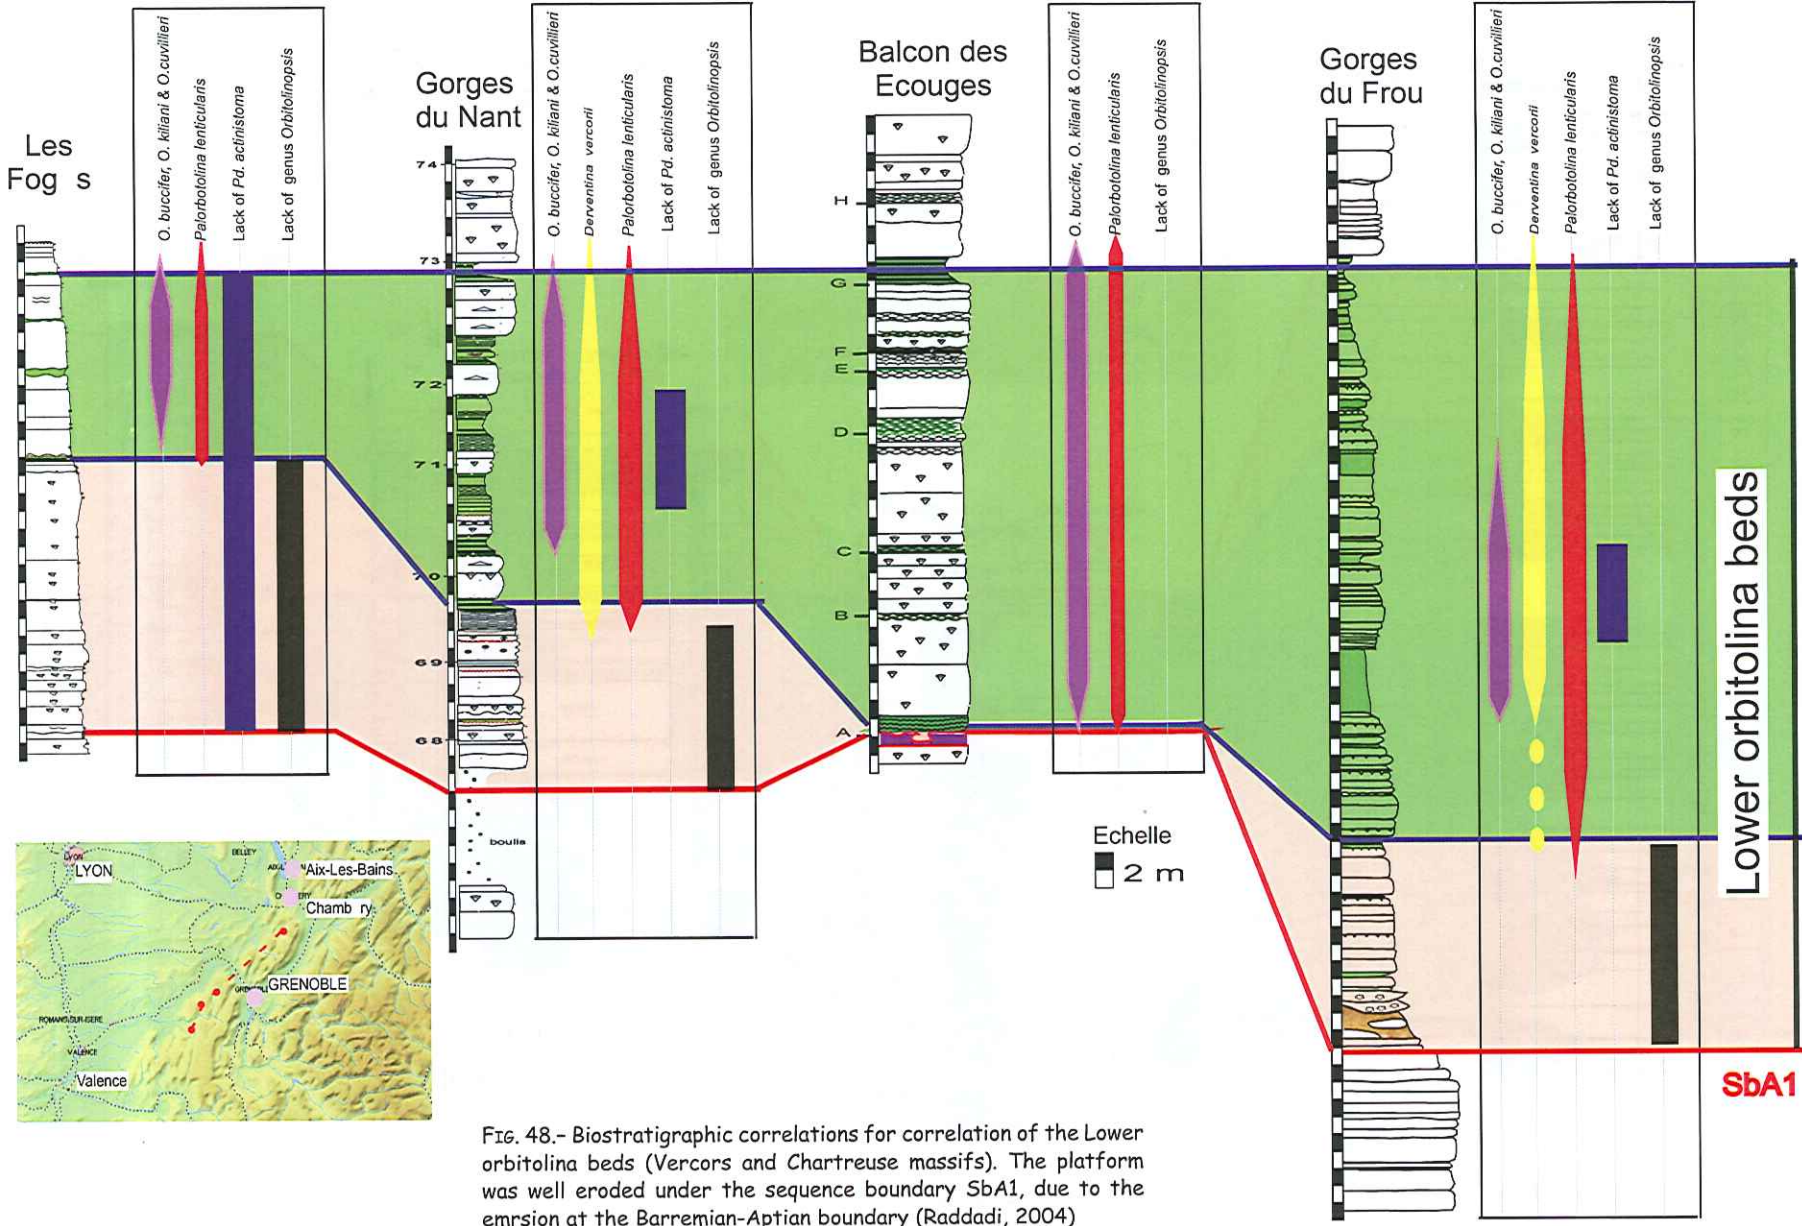 Les
Fog s
O. buccifer, O. kiliani & O.cuvillieri
Palorbotolina lenticularis
Lack of Pd. actinistoma
Lack of genus Orbitolinopsis
Gorges
du Nant
74
73
72
71
70
69
68
boulis
O. buccifer, O. kiliani & O.cuvillieri
Derventina vercorii
Palorbotolina lenticularis
Lack of Pd. actinistoma
Lack of genus Orbitolinopsis
Balcon des
Ecouges
H
G
F
E
D
C
B
A
O. buccifer, O. kiliani & O.cuvillieri
Palorbotolina lenticularis
Lack of genus Orbitolinopsis
Echelle
2 m
Gorges
du Frou
O. buccifer, O. kiliani & O.cuvillieri
Derventina vercorii
Palorbotolina lenticularis
Lack of Pd. actinistoma
Lack of genus Orbitolinopsis
Lower orbitolina beds
SbA1
LYON
LYON
BELLEY
Aix-Les-Bains
Chamb ry
GRENOBLE
ROMANS-SUR-ISERE
VALENCE
Valence
FIG. 48.- Biostratigraphic correlations for correlation of the Lower
orbitolina beds (Vercors and Chartreuse massifs). The platform
was well eroded under the sequence boundary SbA1, due to the
emrsion at the Barremian-Aptian boundary (Raddadi, 2004)